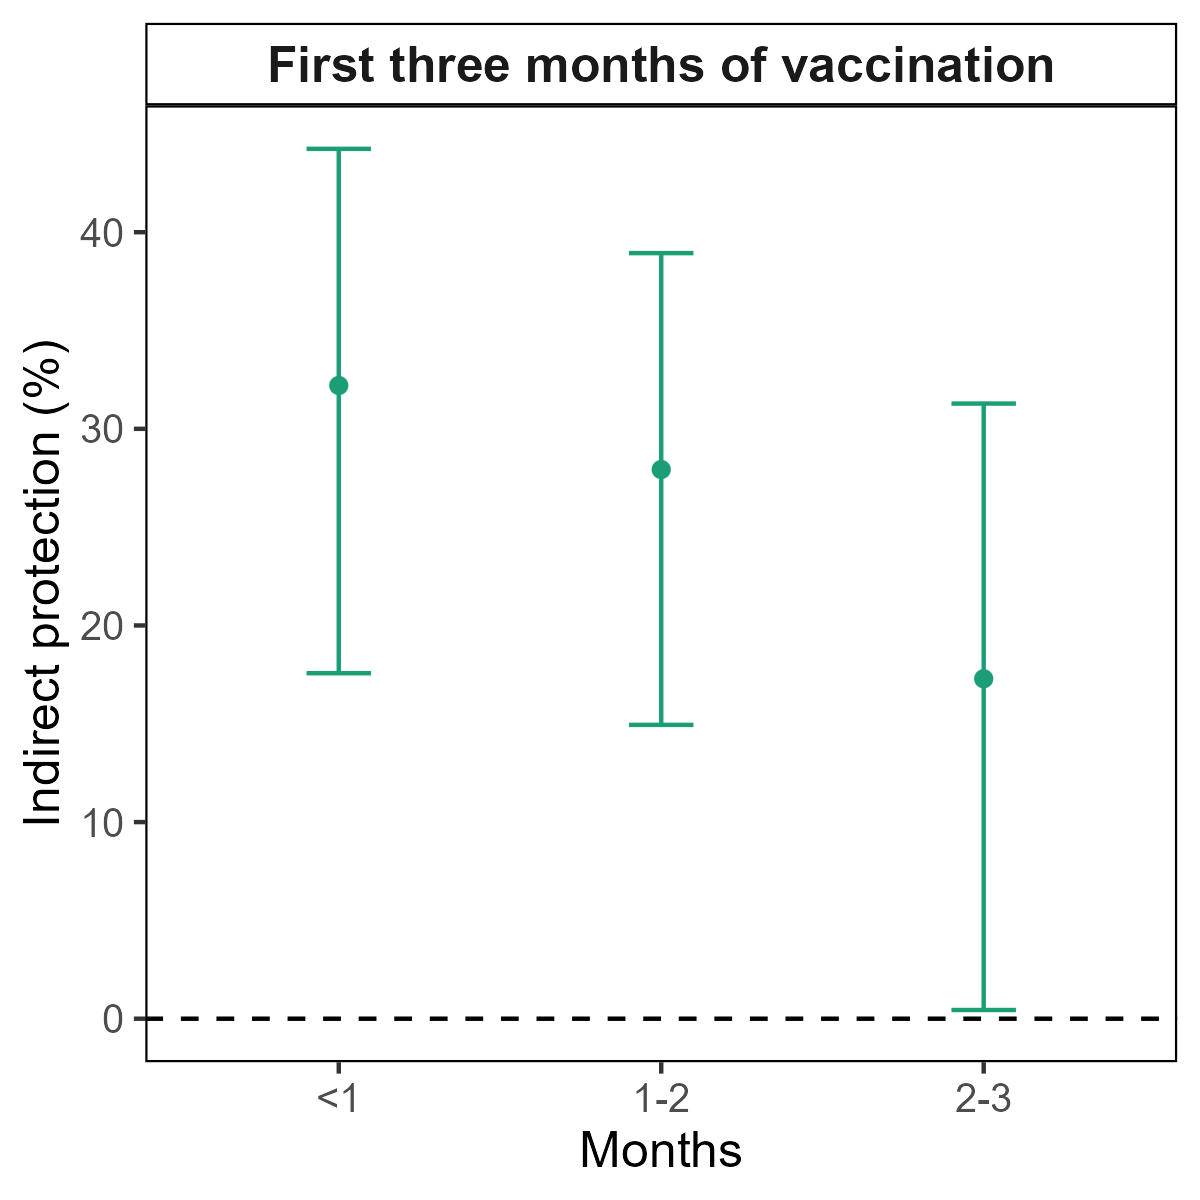 First three months of vaccination
Indirect protection (%)
40
30
20
10
0
<1
1-2
2-3
Months